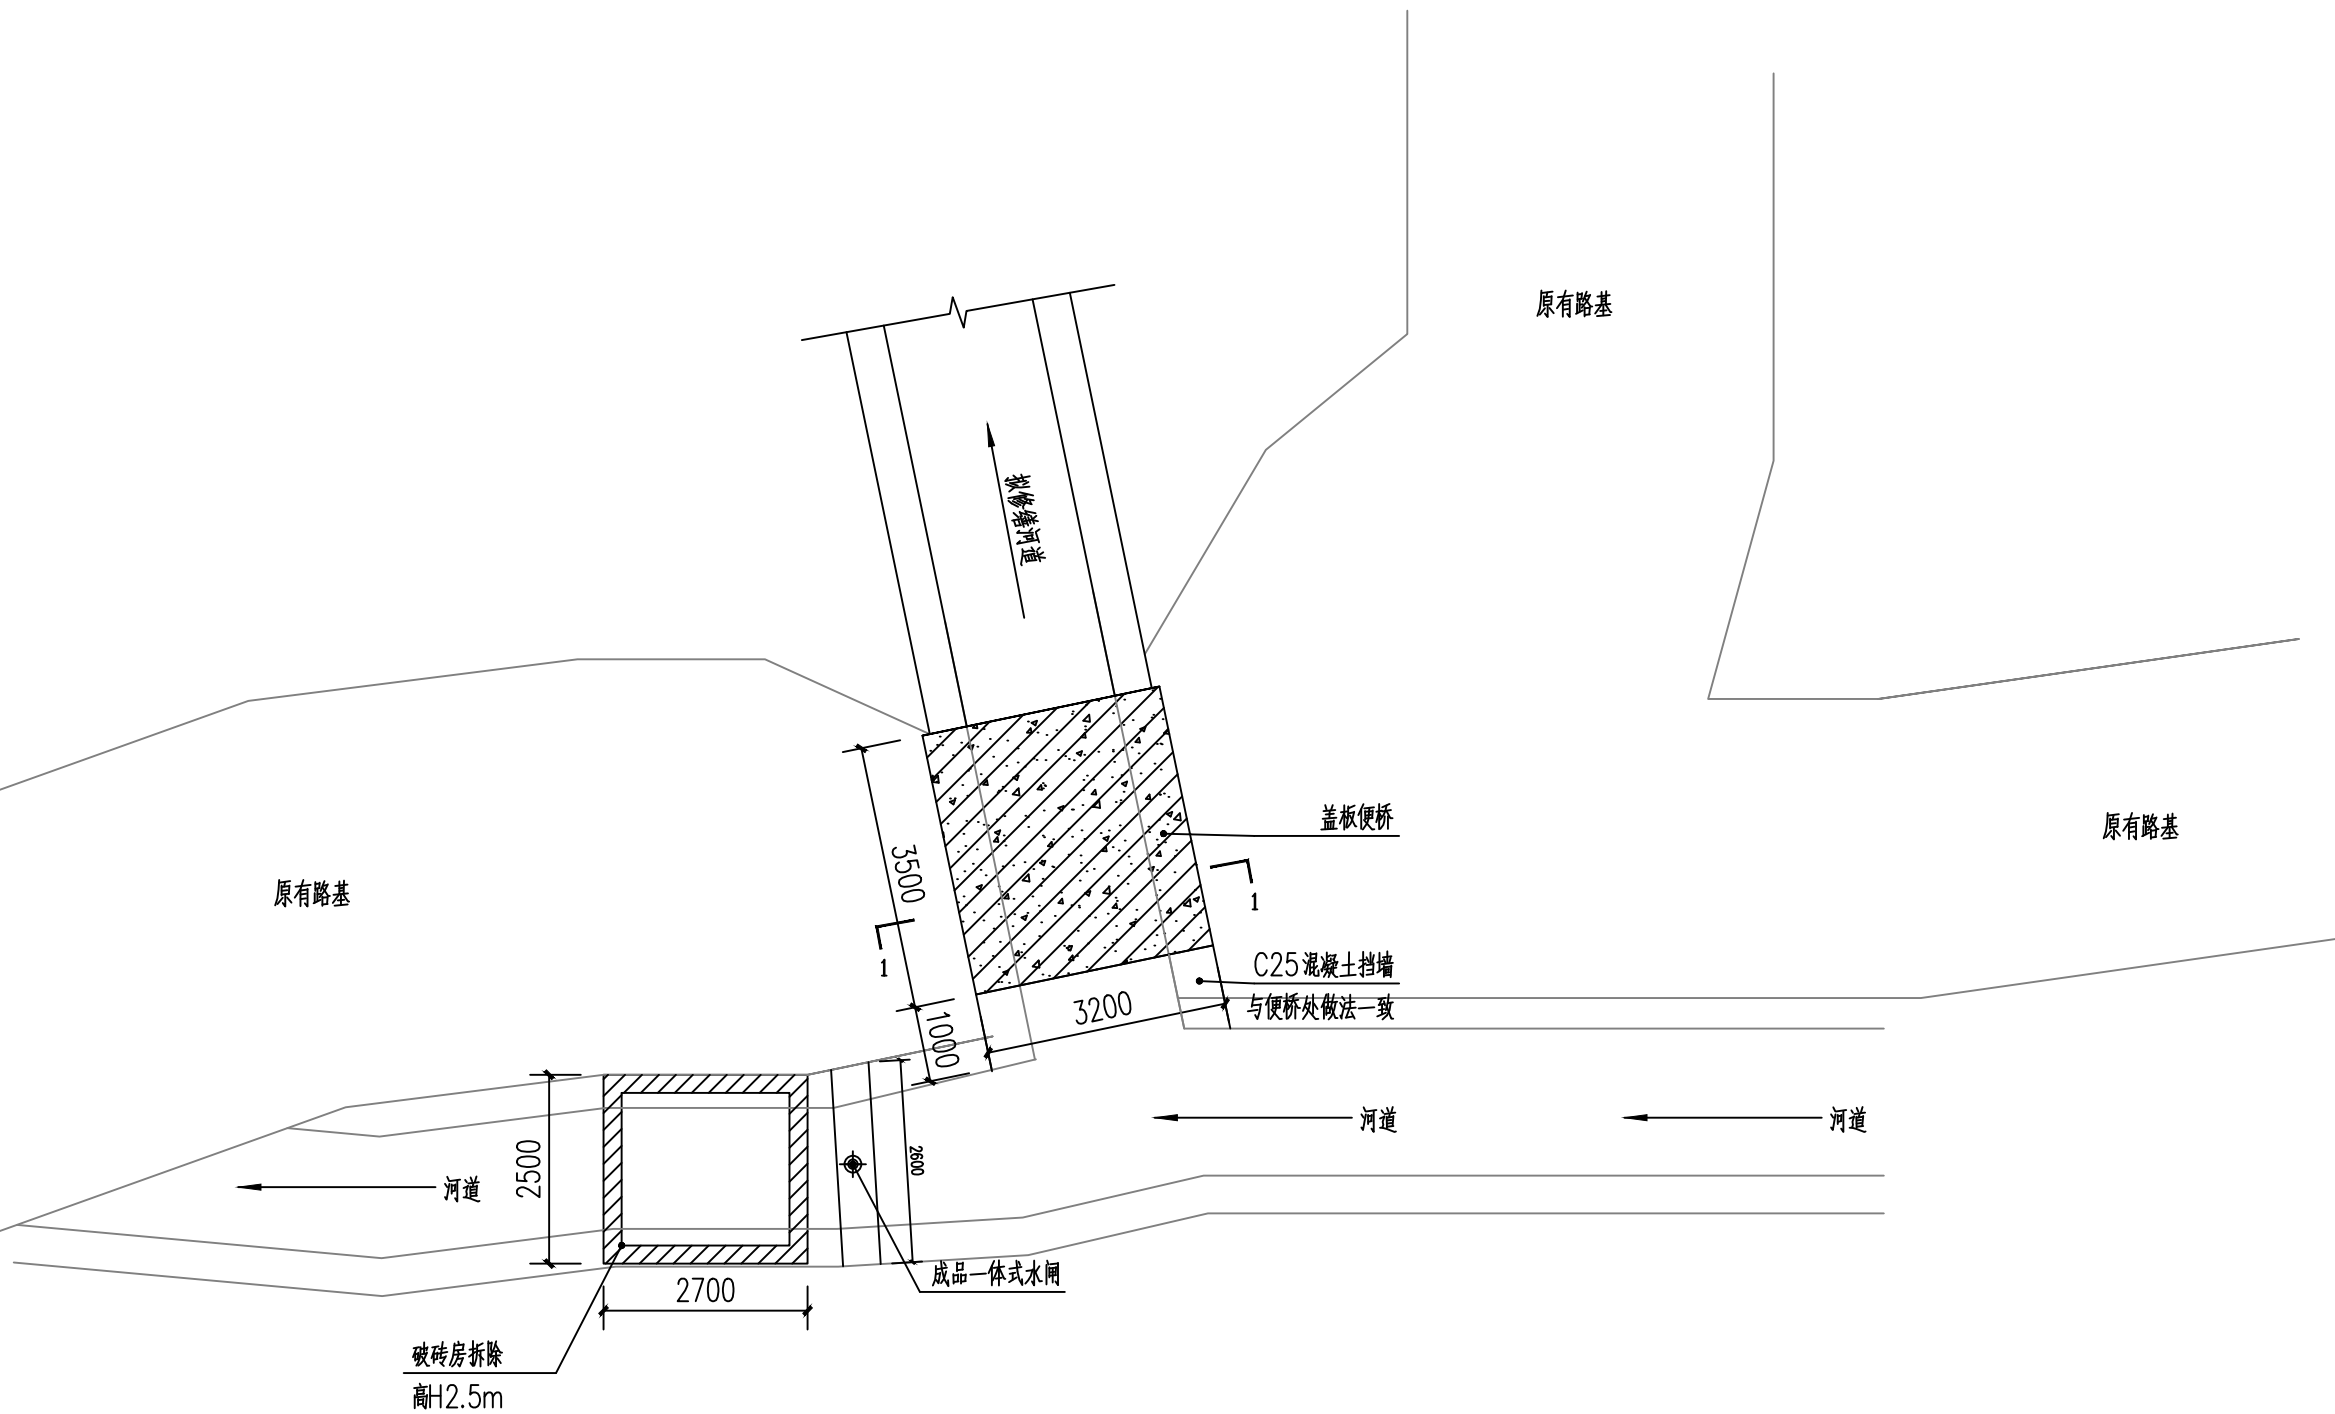 原有路基
拟修缮河道
盖板便桥
原有路基
3500
原有路基
1
1
C25混凝土挡墙
与便桥处做法一致
3200
1000
河道
河道
2600
2500
河道
成品一体式水闸
2700
破砖房拆除
高H2.5m